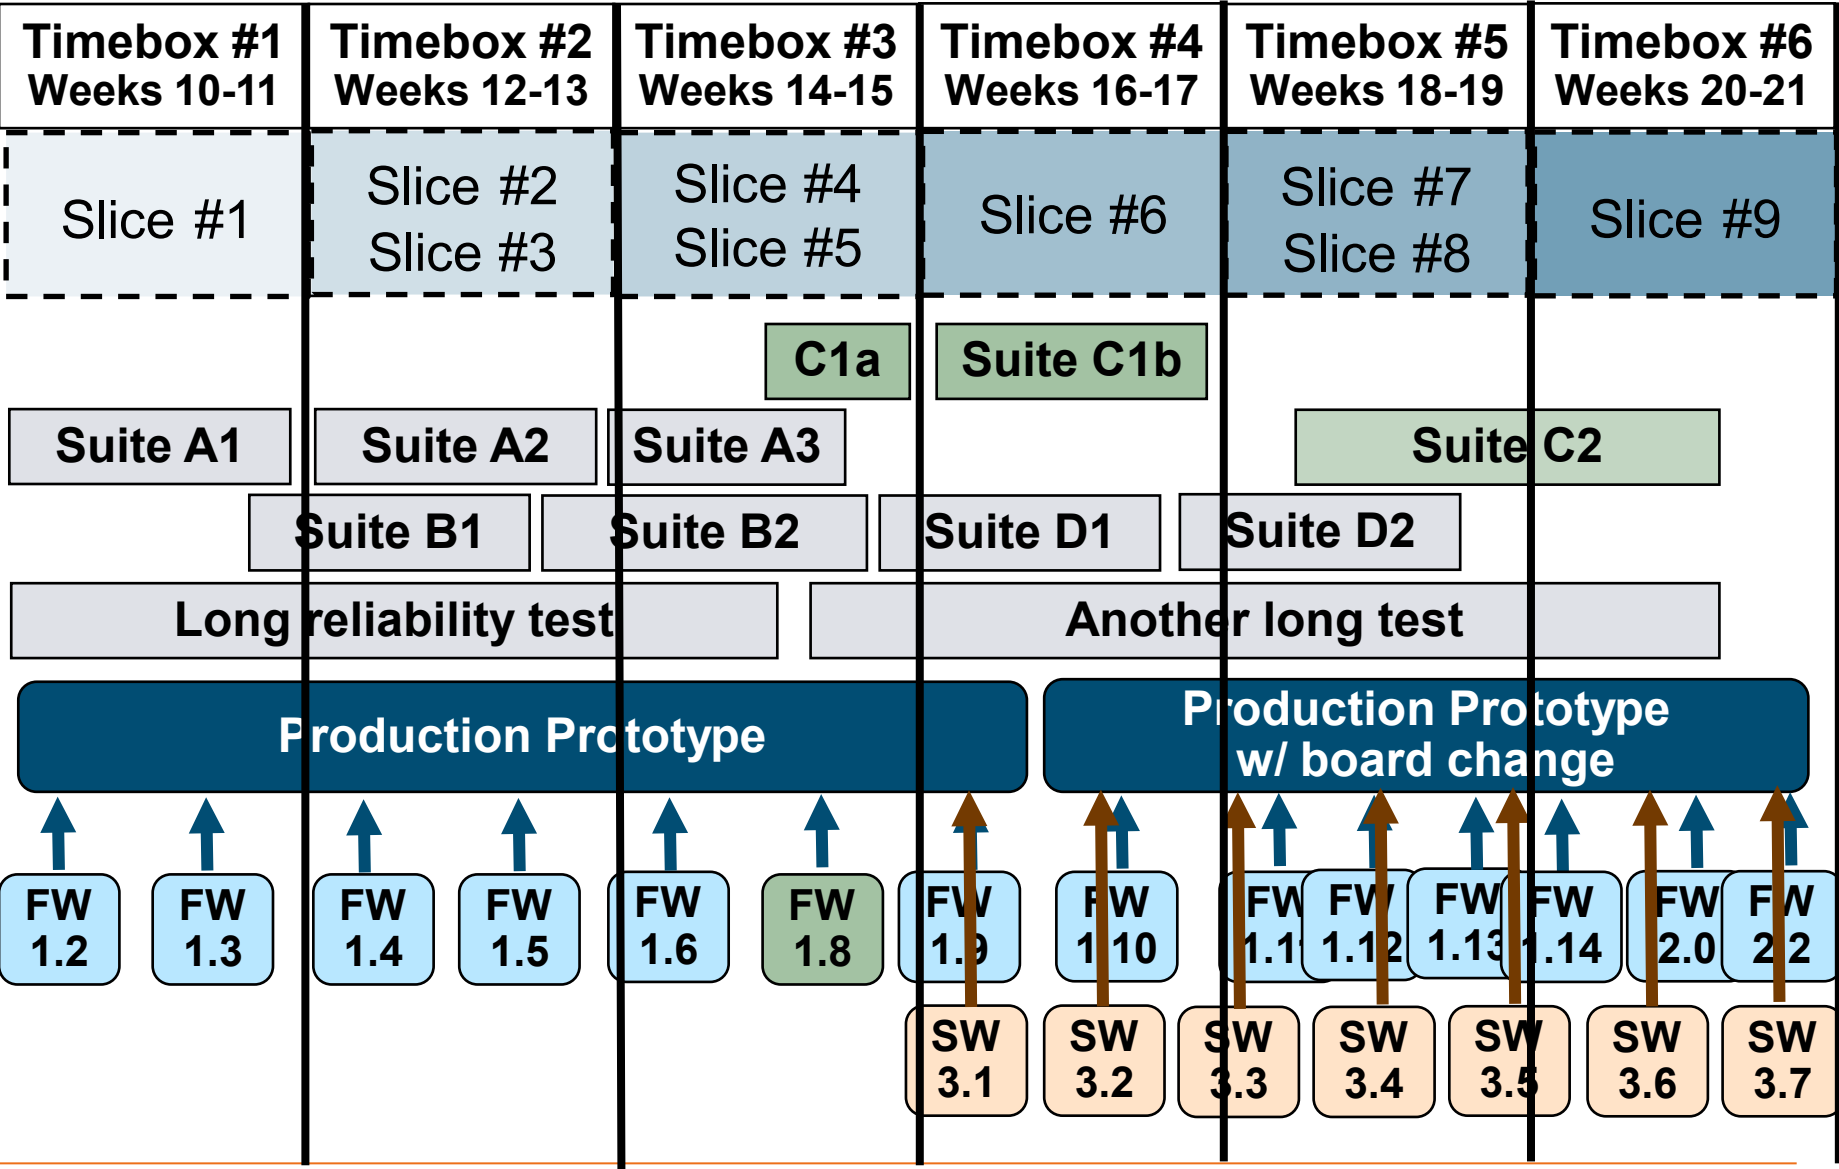 Timebox #1
Weeks 10-11
Timebox #2
Weeks 12-13
Timebox #3
Weeks 14-15
Timebox #4
Weeks 16-17
Timebox #5
Weeks 18-19
Timebox #6
Weeks 20-21
Slice #1
Slice #2
Slice #3
Slice #4
Slice #5
Slice #6
Slice #7
Slice #8
Slice #9
C1a
Suite C1b
Suite A1
Suite A2
Suite A3
Suite C2
Suite B1
Suite B2
Suite D1
Suite D2
Long reliability test
Another long test
Production Prototype
Production Prototype
w/ board change
FW
1.2
FW
1.3
FW
1.4
FW
1.5
FW
1.6
FW
1.8
FW
1.9
FW
1.10
FW
1.11
FW
1.12
FW
1.13
FW
1.14
FW
2.0
FW
2.2
SW
3.1
SW
3.2
SW
3.3
SW
3.4
SW
3.5
SW
3.6
SW
3.7